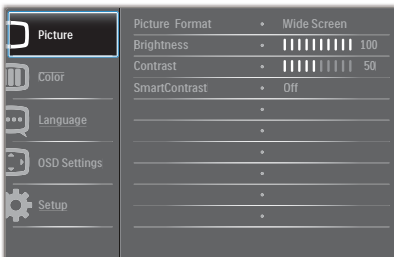 Picture
Color
Language
OSD Settings
Setup
Picture Format • Wide Screen
Brightness • 100
Contrast • 50
SmartContrast • Off
•
•
•
•
•